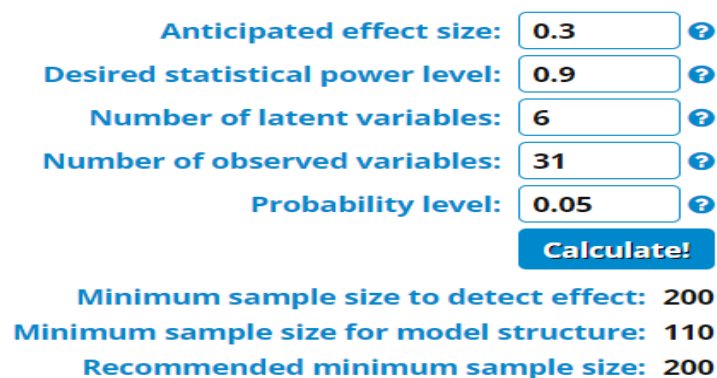 Anticipated effect size: 0.3 ?
Desired statistical power level: 0.9 ?
Number of latent variables: 6 ?
Number of observed variables: 31 ?
Probability level: 0.05 ?
Calculate!
Minimum sample size to detect effect: 200
Minimum sample size for model structure: 110
Recommended minimum sample size: 200